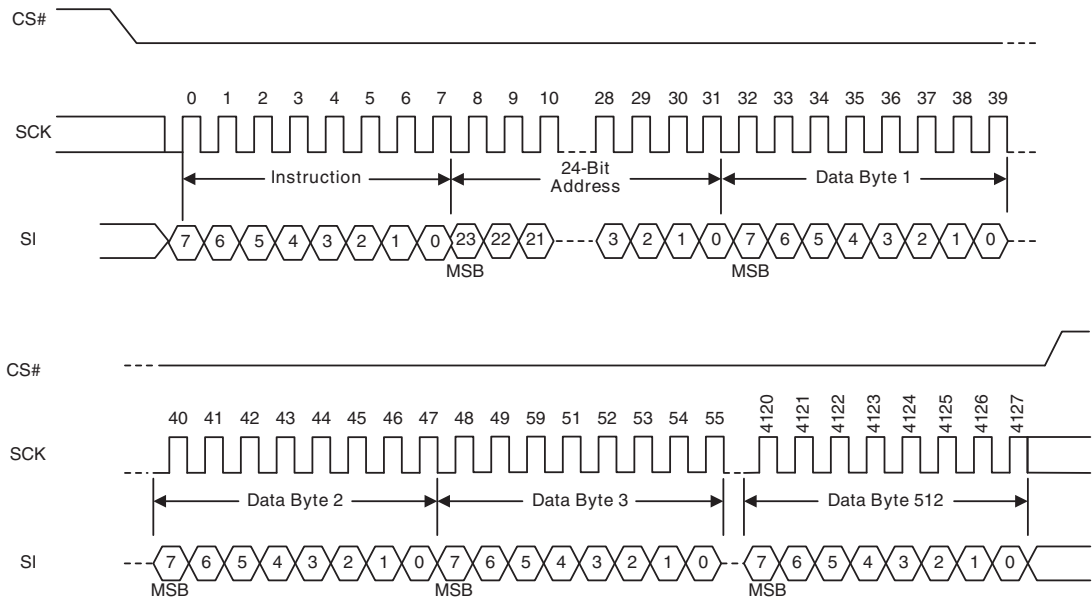 CS#
0 1 2 3 4 5 6 7 8 9 10 28 29 30 31 32 33 34 35 36 37 38 39
SCK
Instruction 24-Bit Address Data Byte 1
SI 7 6 5 4 3 2 1 0 23 22 21 3 2 1 0 7 6 5 4 3 2 1 0
MSB MSB
CS#
40 41 42 43 44 45 46 47 48 49 59 51 52 53 54 55 4120 4121 4122 4123 4124 4125 4126 4127
SCK
Data Byte 2 Data Byte 3 Data Byte 512
SI 7 6 5 4 3 2 1 0 7 6 5 4 3 2 1 0 7 6 5 4 3 2 1 0
MSB MSB MSB